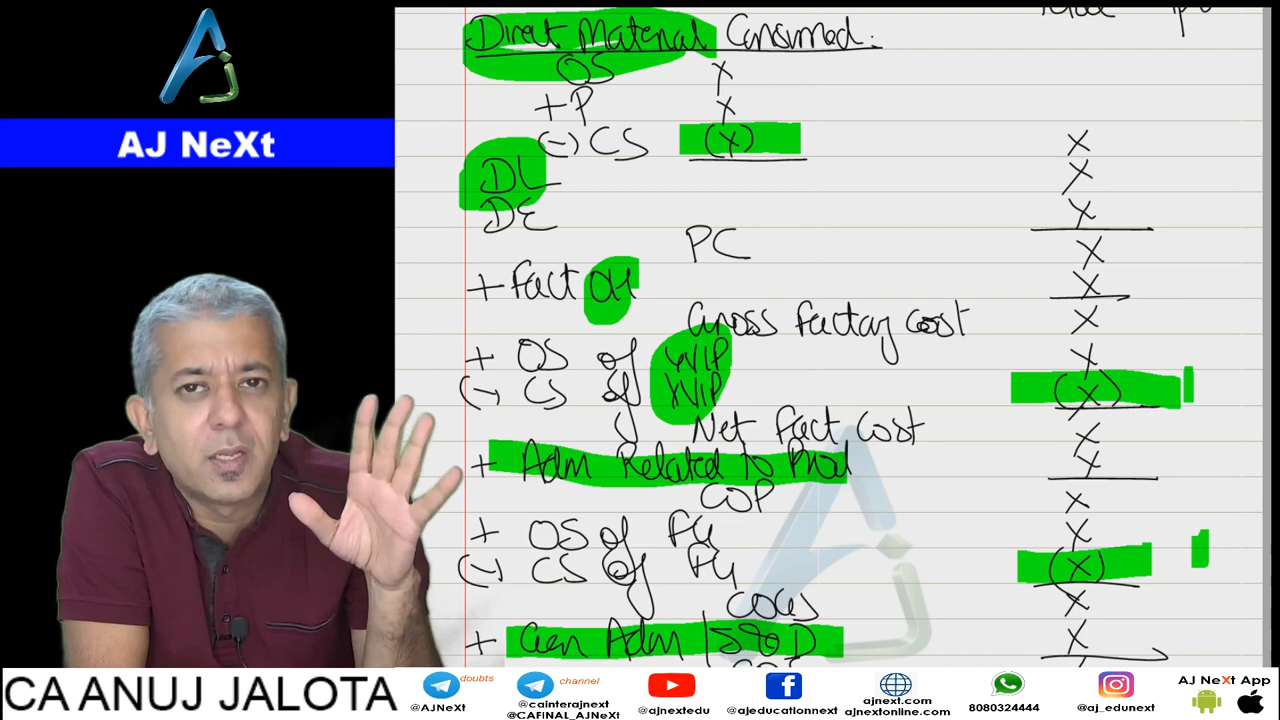 AJ NeXt
Direct Material Consumed:
OS X
+ P X
(-) CS (X) X
DL X
DE X
PC X
+ Fact OH X
Gross Factory Cost X
+ OS of WIP X
(-) CS of WIP (X)
Net Fact Cost X
+ Adm Related to Prod X
COP X
+ OS of FG X
(-) CS of FG (X)
COGS X
+ Gen Adm / S & D X
CA ANUJ JALOTA
doubts
@AJNeXt
channel
@cainterajnext
@CAFINAL_AJNeXt
@ajnextedu
@ajeducationnext
ajnext.com
ajnextonline.com
8080324444
@aj_edunext
AJ NeXt App